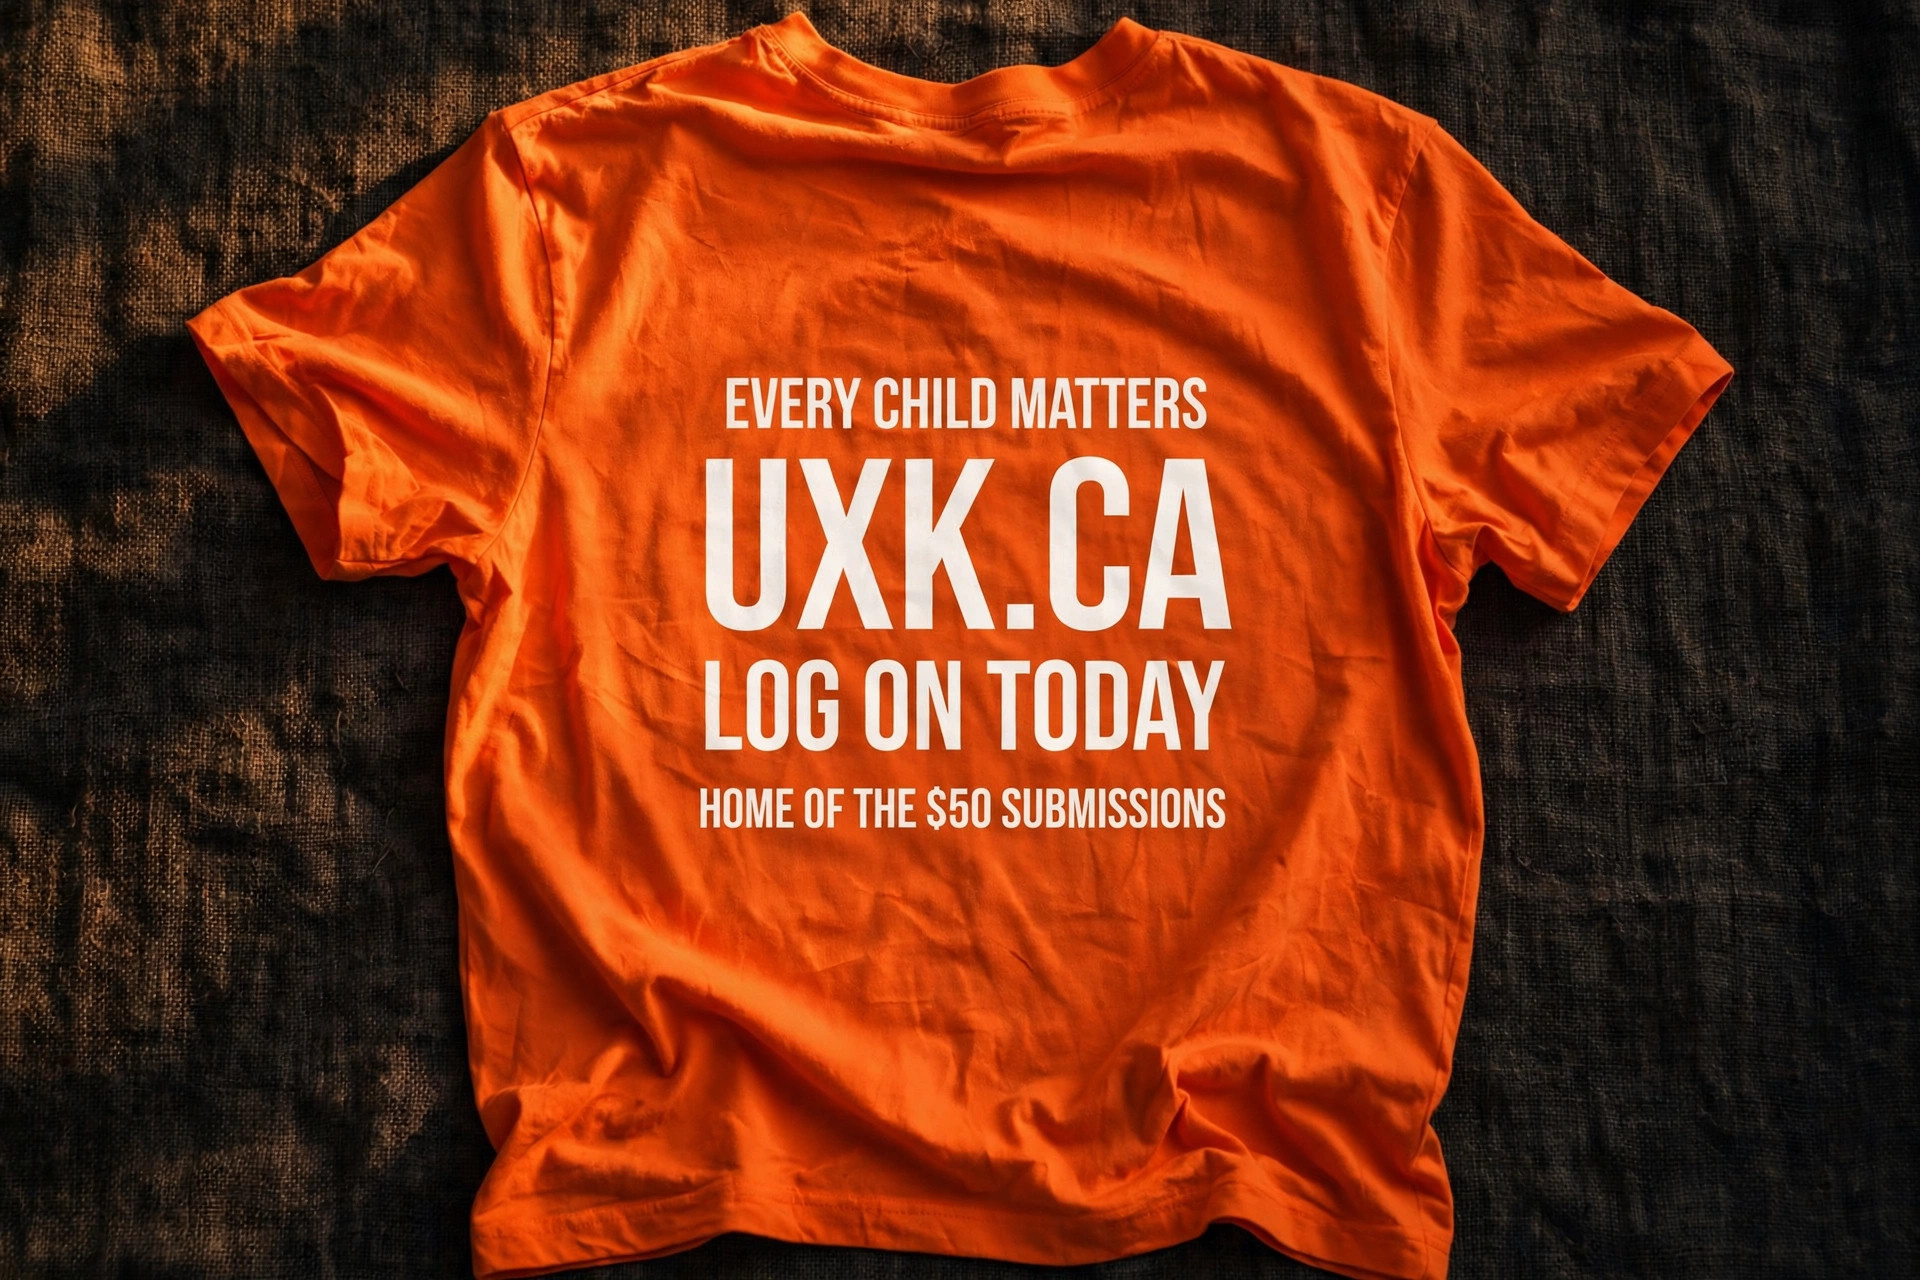 EVERY CHILD MATTERS
UXK.CA
LOG ON TODAY
HOME OF THE $50 SUBMISSIONS